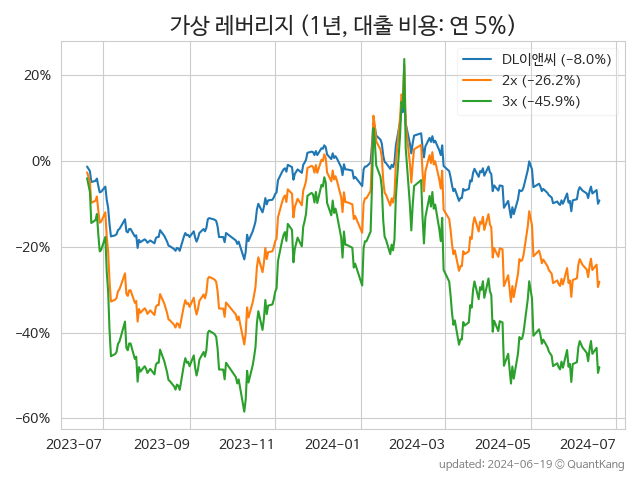 가상 레버리지 (1년, 대출 비용: 연 5%)
DL이앤씨 (−8.0%)
2x (−26.2%)
3x (−45.9%)
20%
0%
−20%
−40%
−60%
2023−07 2023−09 2023−11 2024−01 2024−03 2024−05 2024−07
updated: 2024-06-19 © QuantKang